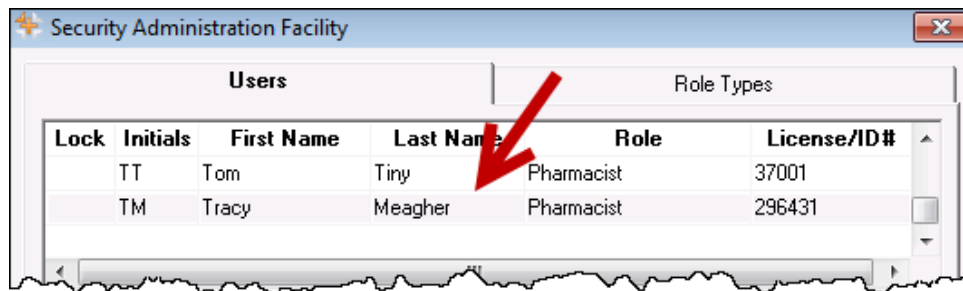 Security Administration Facility
Users Role Types
Lock Initials First Name Last Name Role License/ID#
TT Tom Tiny Pharmacist 37001
TM Tracy Meagher Pharmacist 296431